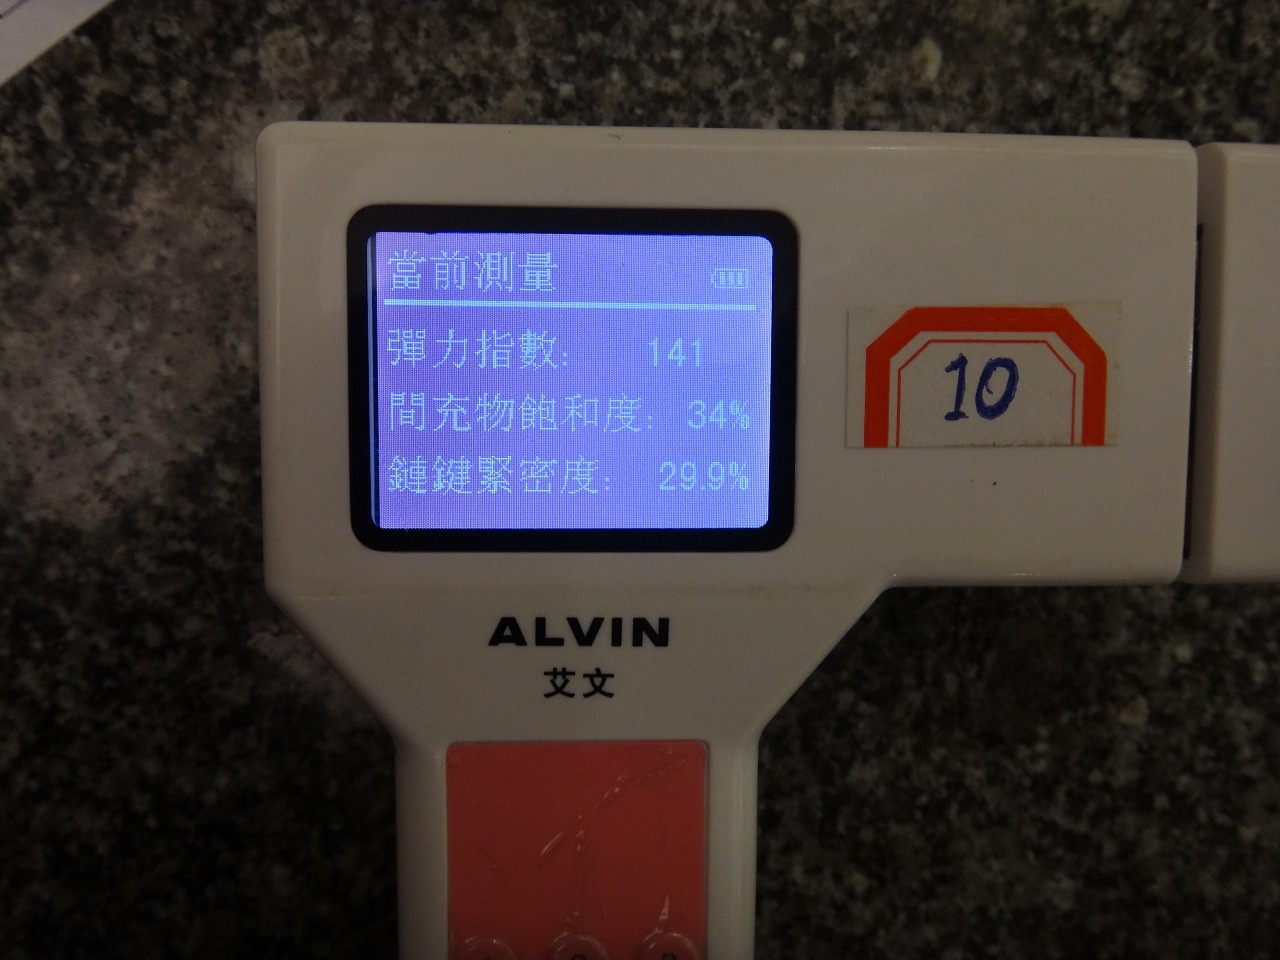 當前測量
彈力指數: 141
間充物飽和度: 34%
鏈鍵緊密度: 29.9%
10
ALVIN
艾文